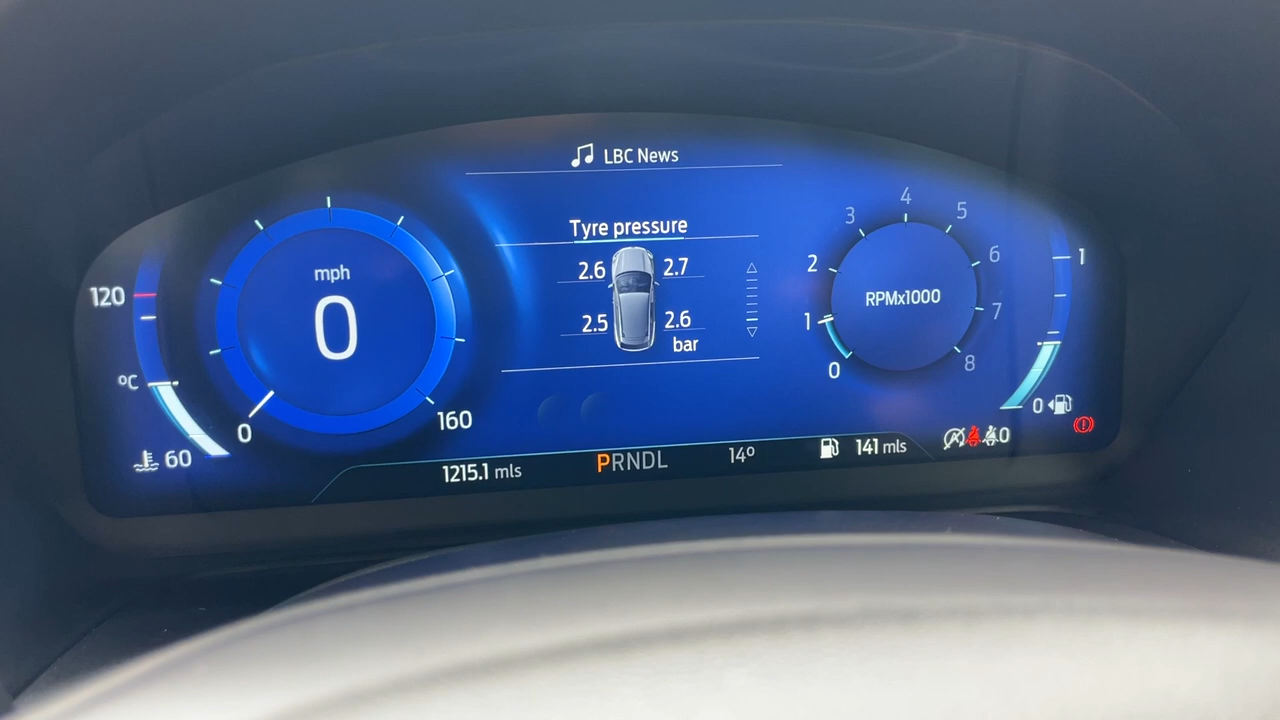 LBC News
Tyre pressure
2.6 2.7
2.5 2.6
bar
120
°C
60
mph
0
0
160
0
1
2
3
4
5
6
7
8
RPMx1000
1
0
1215.1 mls
PRNDL
14°
141 mls
0